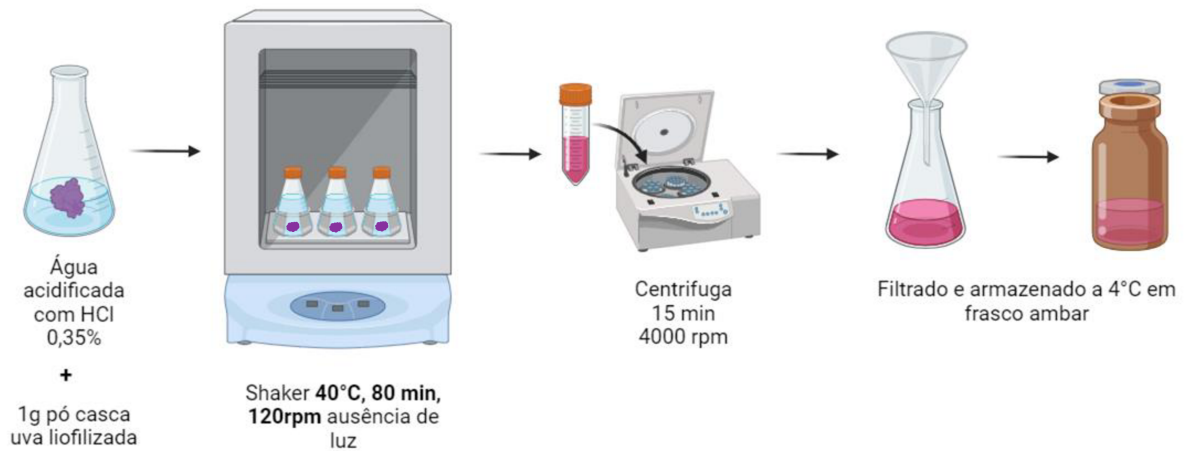 Água
acidificada
com HCl
0,35%
+
1g pó casca
uva liofilizada
Shaker 40°C, 80 min,
120rpm ausência de
luz
Centrifuga
15 min
4000 rpm
Filtrado e armazenado a 4°C em
frasco ambar